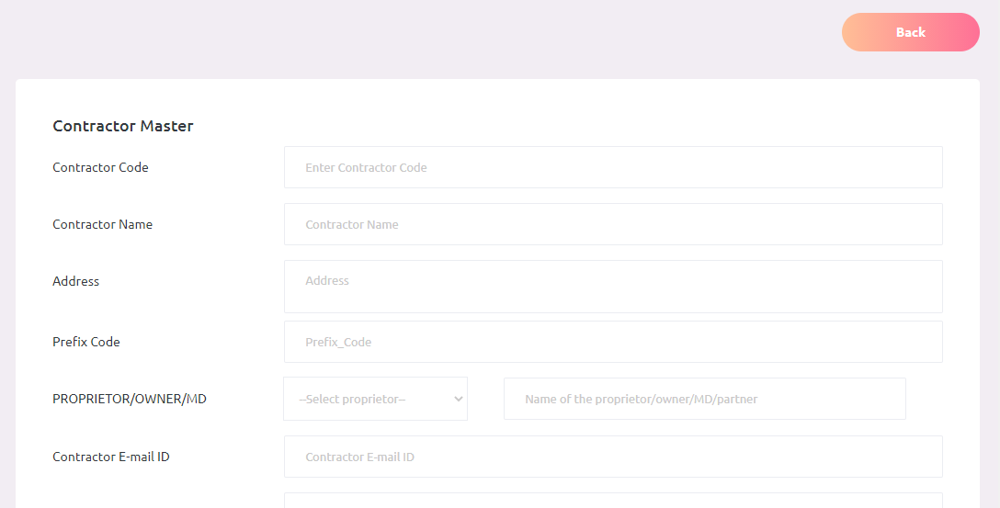 Back
Contractor Master
Contractor Code
Enter Contractor Code
Contractor Name
Contractor Name
Address
Address
Prefix Code
Prefix_Code
PROPRIETOR/OWNER/MD
--Select proprietor--
Name of the proprietor/owner/MD/partner
Contractor E-mail ID
Contractor E-mail ID